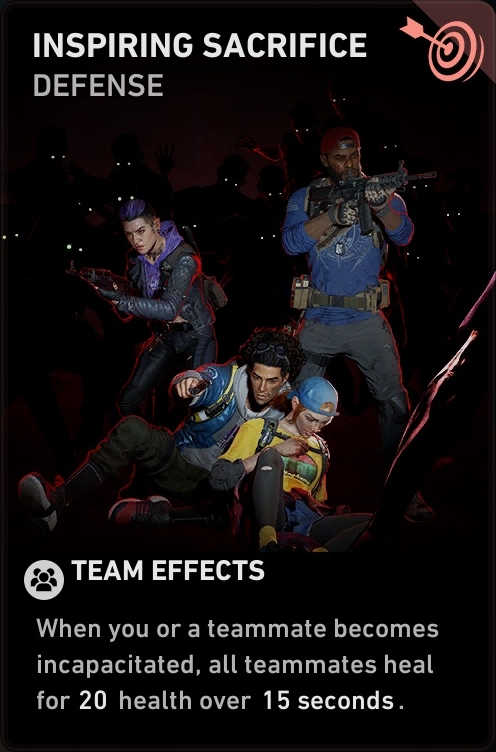 INSPIRING SACRIFICE
DEFENSE
TEAM EFFECTS
When you or a teammate becomes
incapacitated, all teammates heal
for 20 health over 15 seconds.